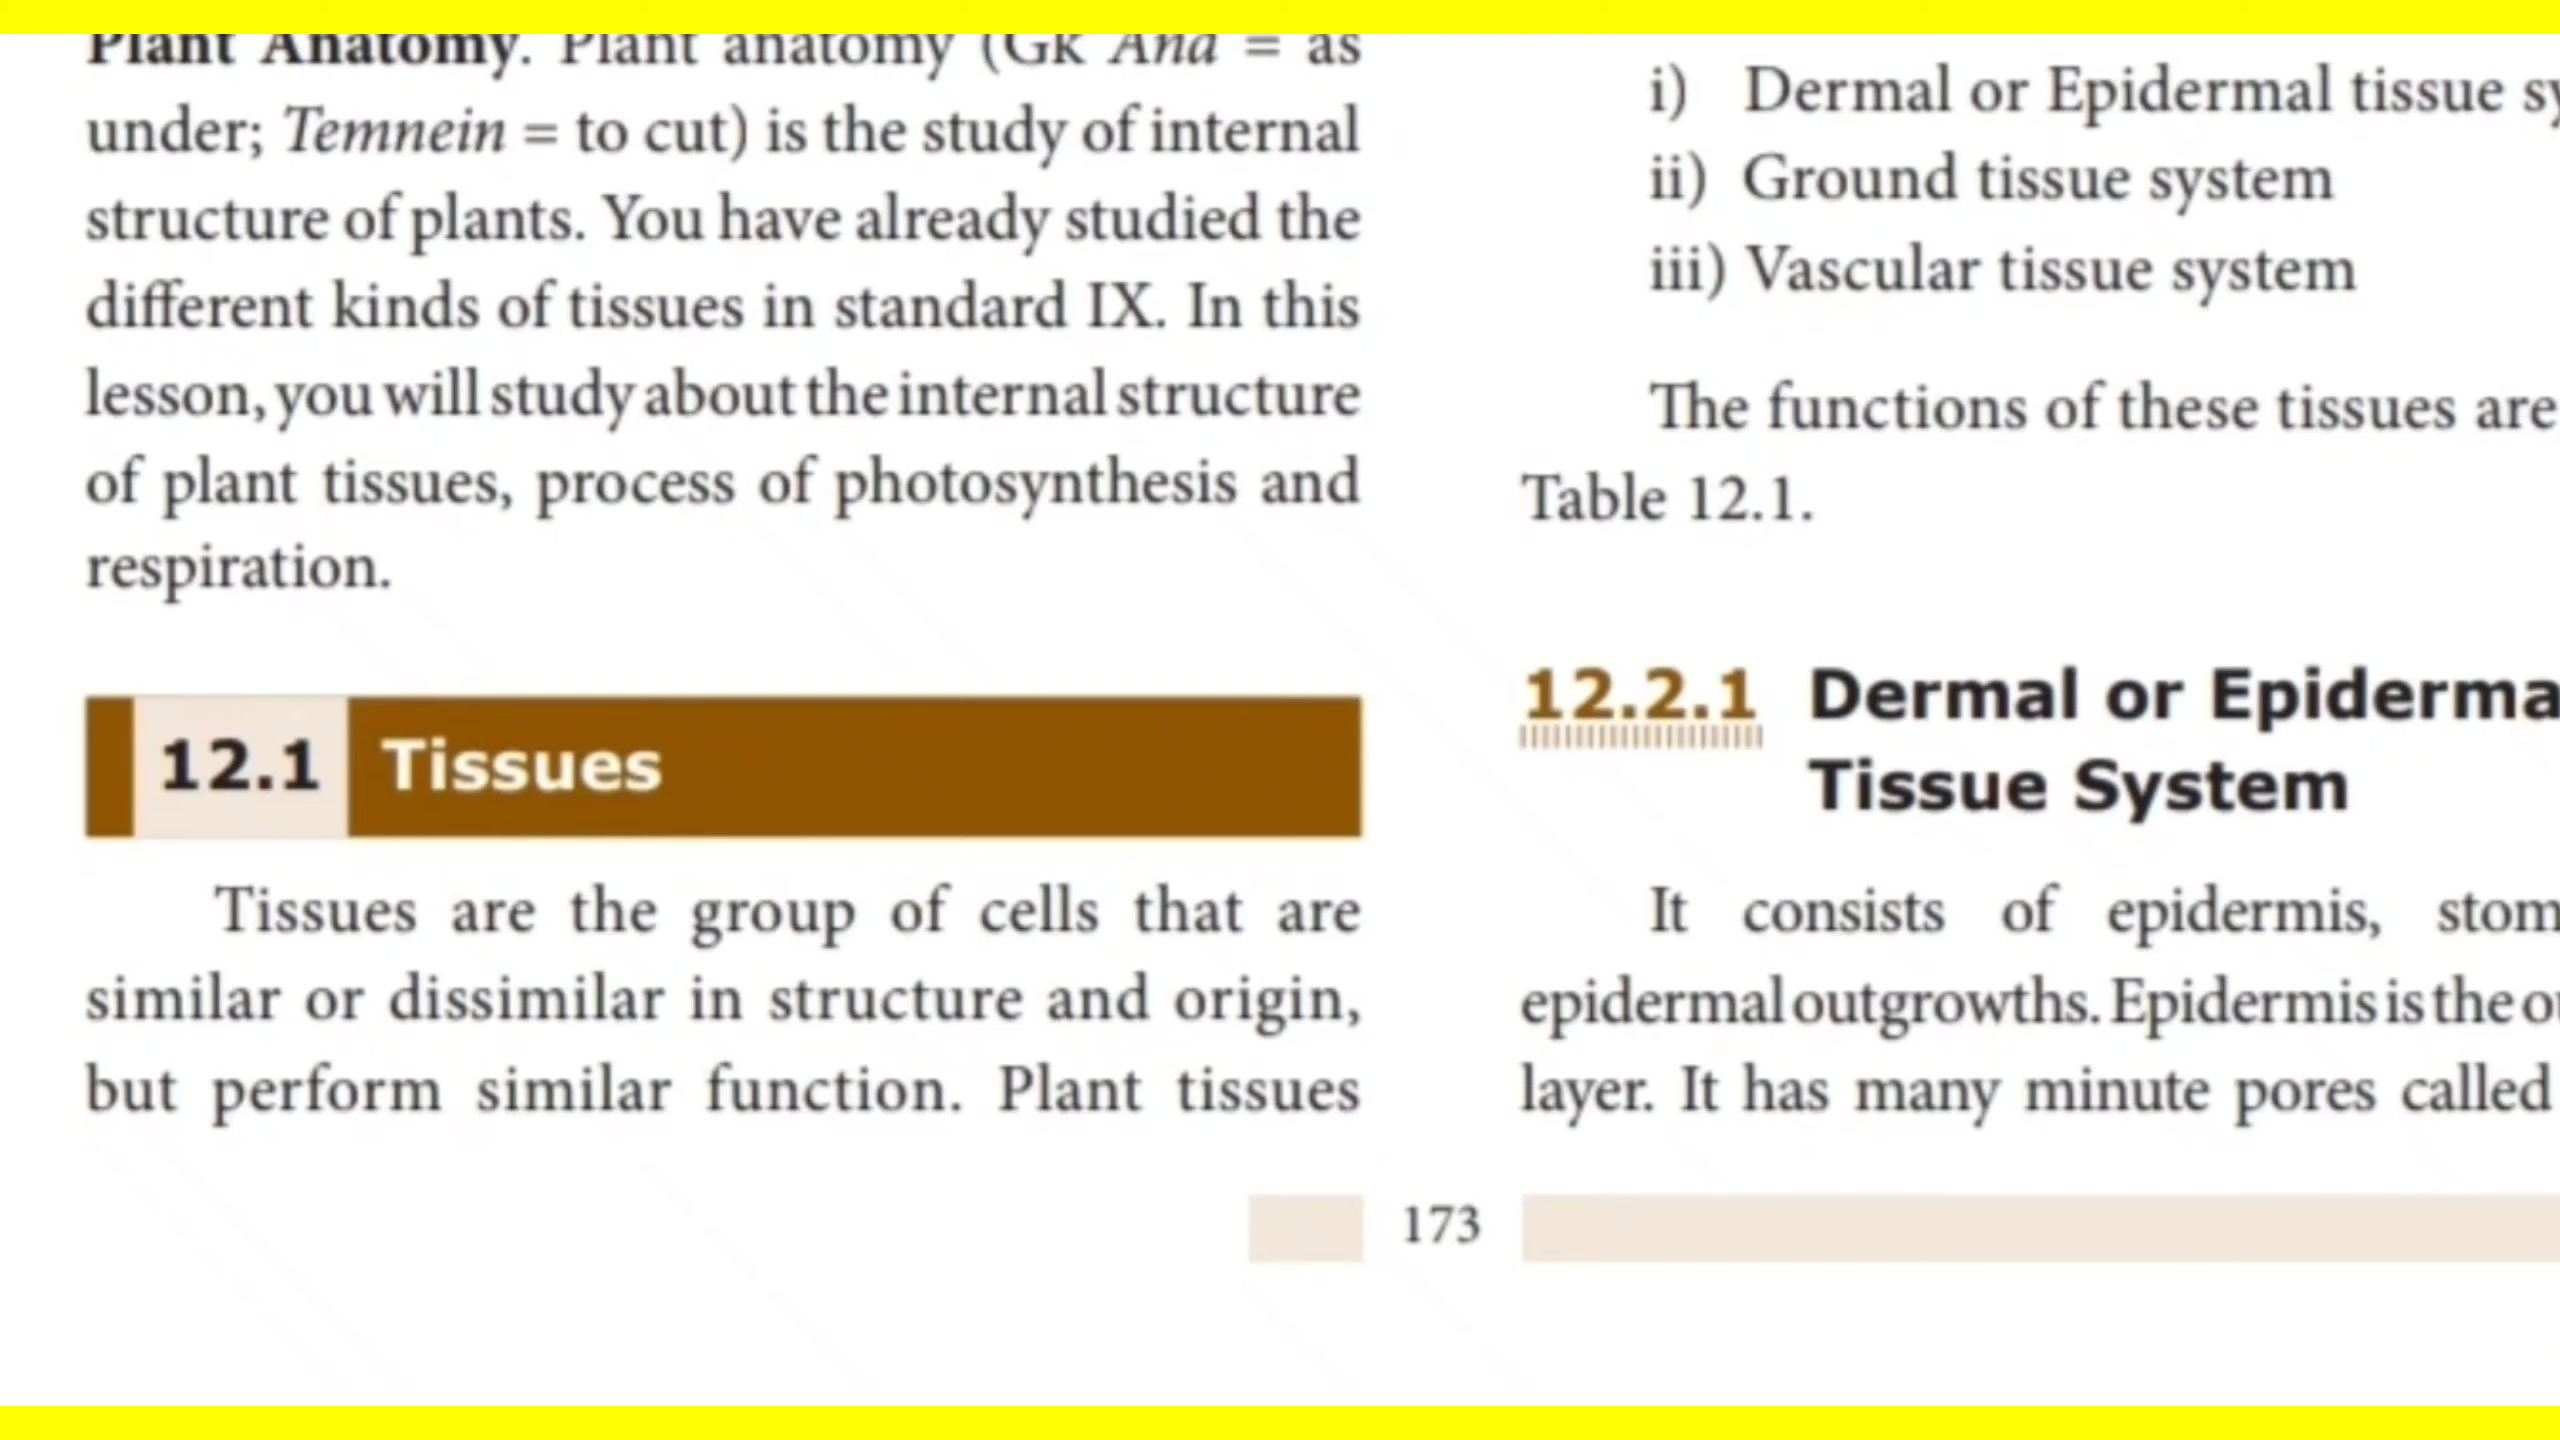 Plant Anatomy. Plant anatomy (Gk Ana = as
under; Temnein = to cut) is the study of internal
structure of plants. You have already studied the
different kinds of tissues in standard IX. In this
lesson, you will study about the internal structure
of plant tissues, process of photosynthesis and
respiration.
12.1 Tissues
Tissues are the group of cells that are
similar or dissimilar in structure and origin,
but perform similar function. Plant tissues
i) Dermal or Epidermal tissue
ii) Ground tissue system
iii) Vascular tissue system
The functions of these tissues are
Table 12.1.
12.2.1 Dermal or
Tissue System
It consists of epidermis,
epidermal outgrowths. Epidermis is the
layer. It has many minute pores called
173